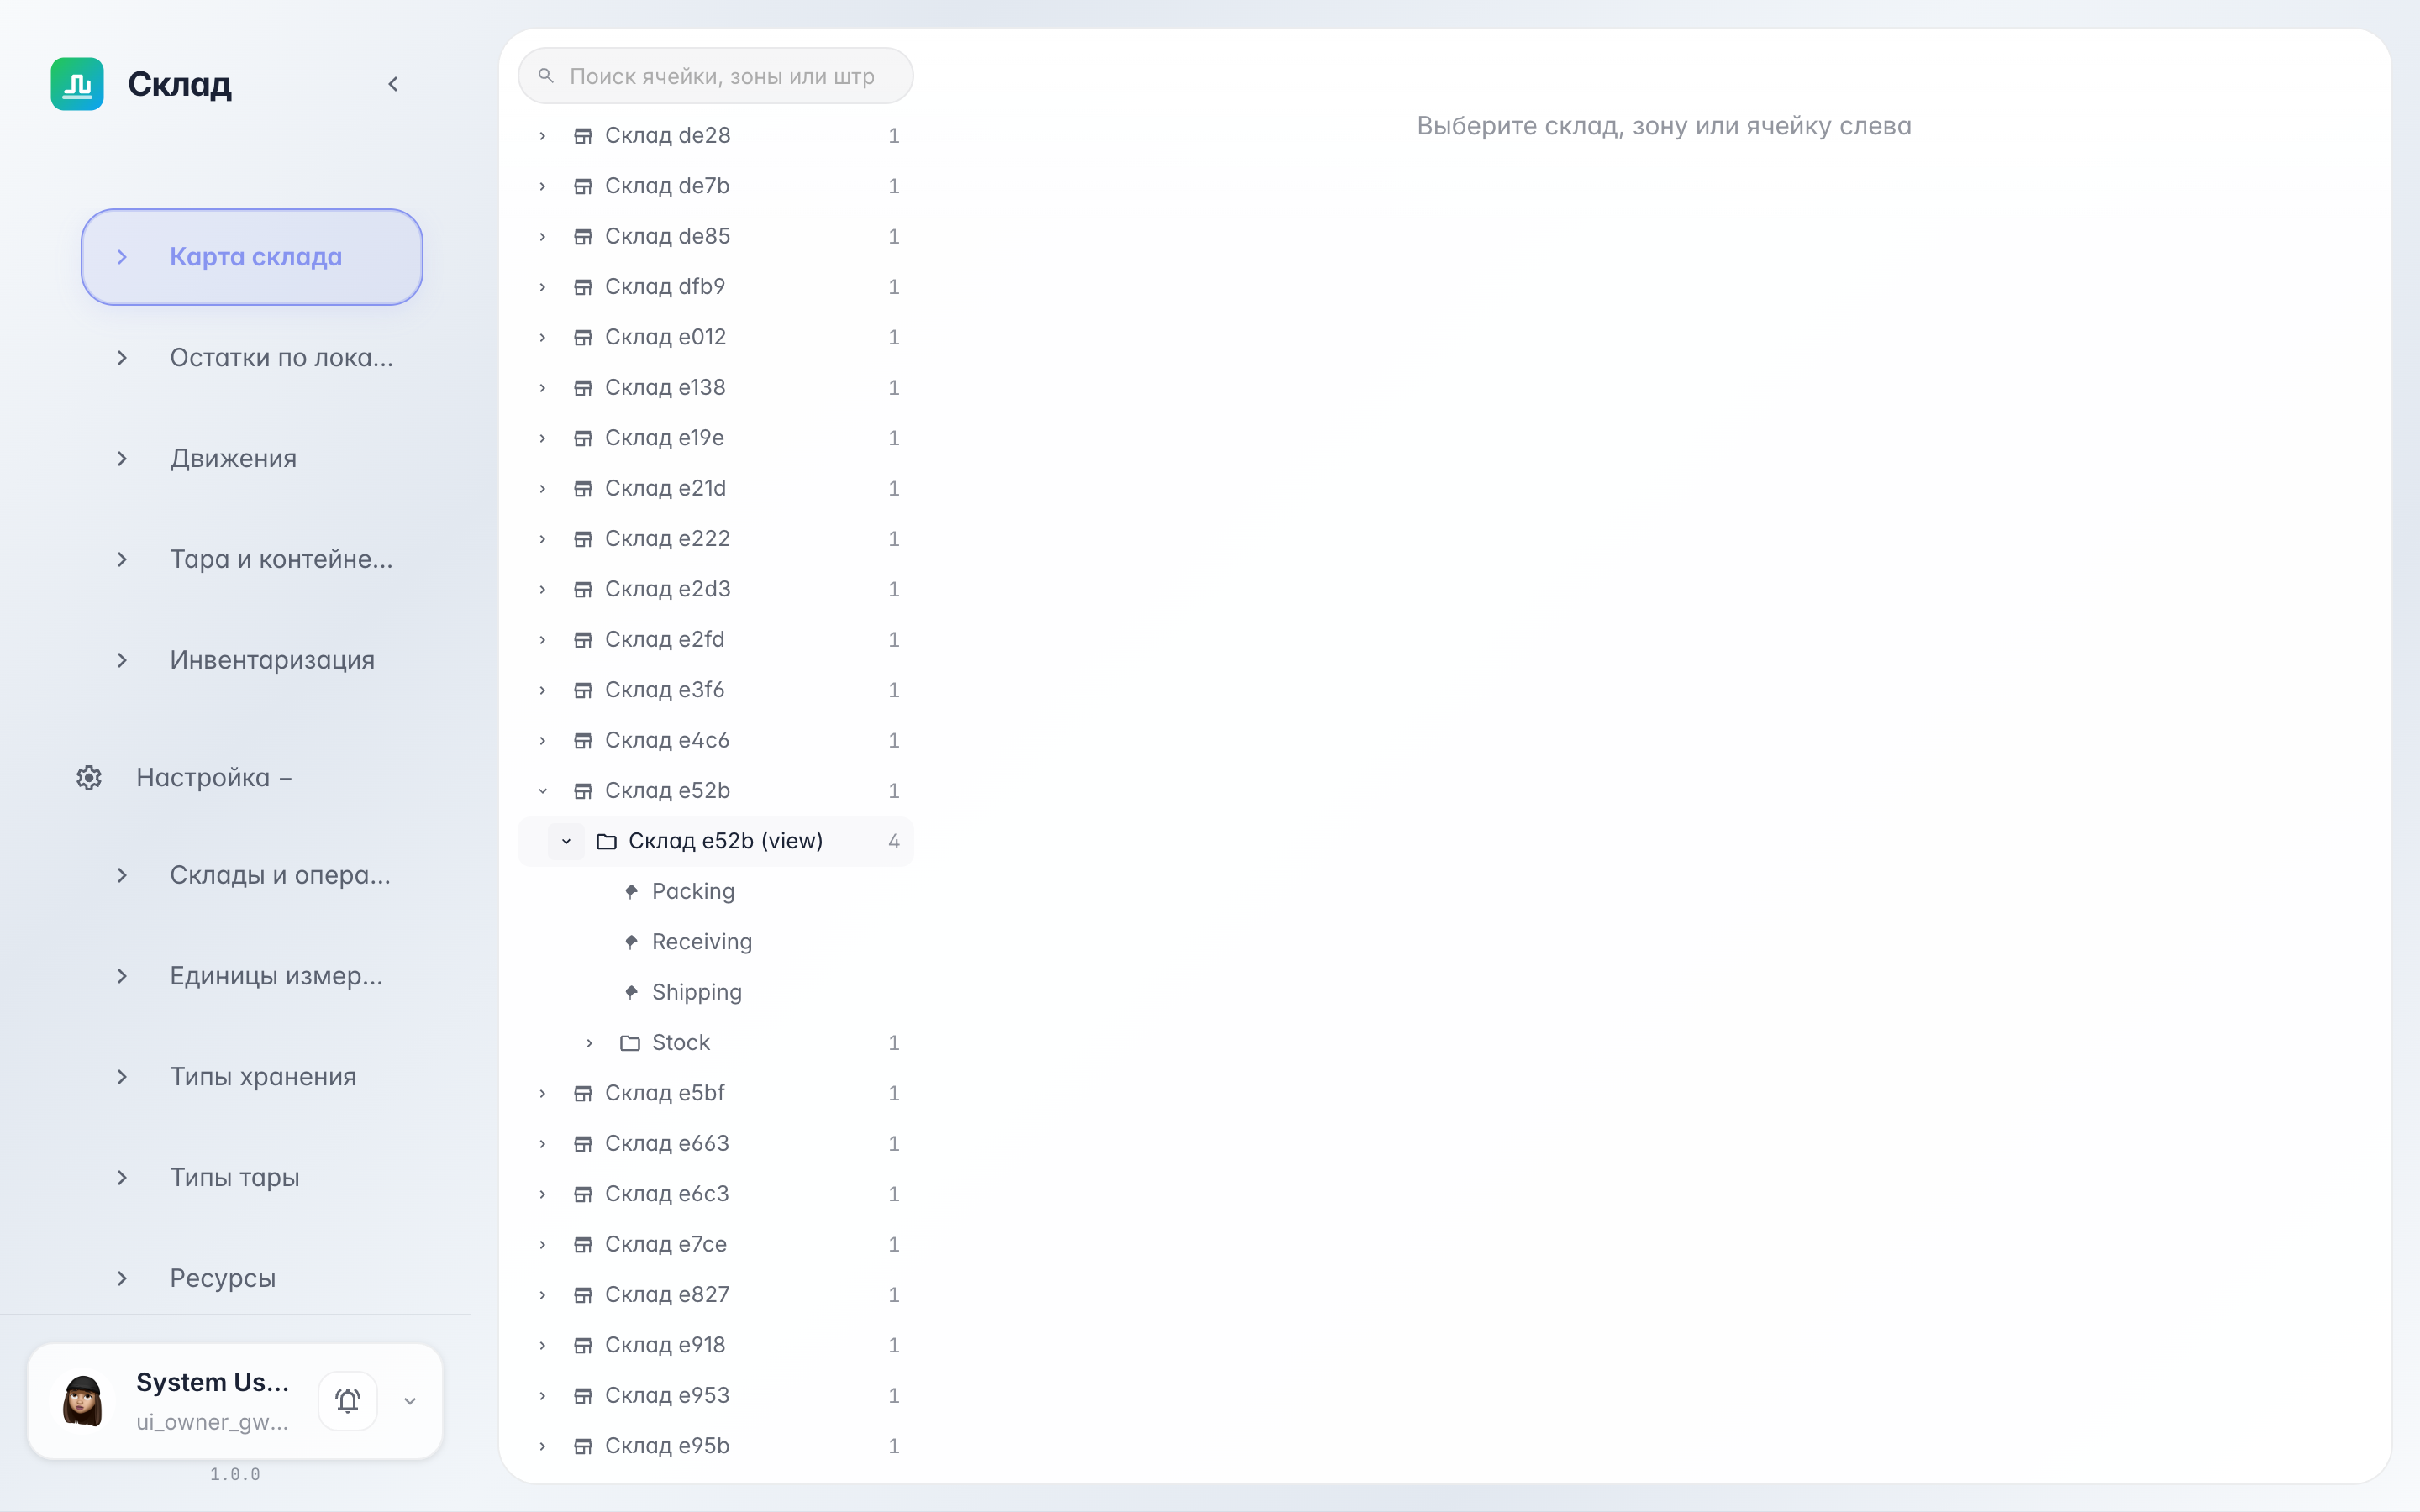 Склад
Карта склада
Остатки по лока...
Движения
Тара и контейне...
Инвентаризация
Настройка –
Склады и опера...
Единицы измер...
Типы хранения
Типы тары
Ресурсы
System Us...
ui_owner_gw...
1.0.0
Поиск ячейки, зоны или штр
Склад de28 1
Склад de7b 1
Склад de85 1
Склад dfb9 1
Склад e012 1
Склад e138 1
Склад e19e 1
Склад e21d 1
Склад e222 1
Склад e2d3 1
Склад e2fd 1
Склад e3f6 1
Склад e4c6 1
Склад e52b 1
Склад e52b (view) 4
Packing
Receiving
Shipping
Stock 1
Склад e5bf 1
Склад e663 1
Склад e6c3 1
Склад e7ce 1
Склад e827 1
Склад e918 1
Склад e953 1
Склад e95b 1
Выберите склад, зону или ячейку слева